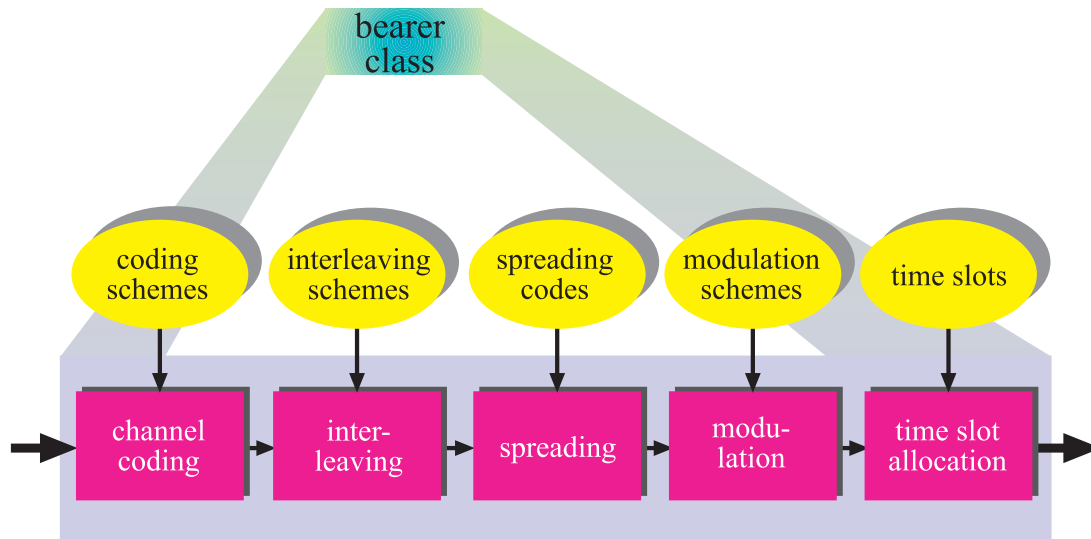 bearer
class
coding
schemes
interleaving
schemes
spreading
codes
modulation
schemes
time slots
channel
coding
inter-
leaving
spreading
modu-
lation
time slot
allocation